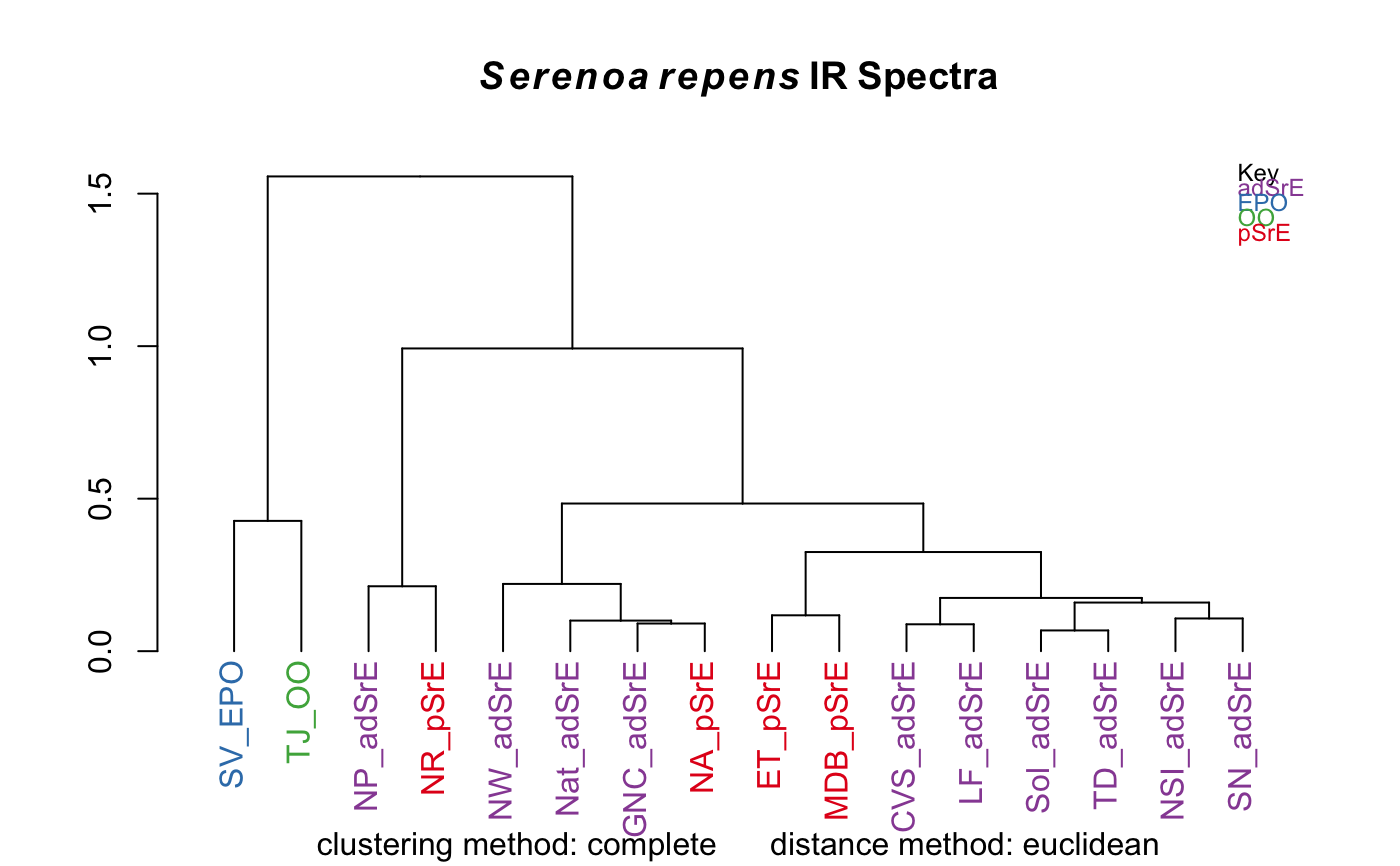 Serenoa repens IR Spectra
Key
adSrE
EPO
OO
pSrE
1.5
1.0
0.5
0.0
SV_EPO
TJ_OO
NP_adSrE
NR_pSrE
NW_adSrE
Nat_adSrE
GNC_adSrE
NA_pSrE
ET_pSrE
MDB_pSrE
CVS_adSrE
LF_adSrE
Sol_adSrE
TD_adSrE
NSI_adSrE
SN_adSrE
clustering method: complete distance method: euclidean